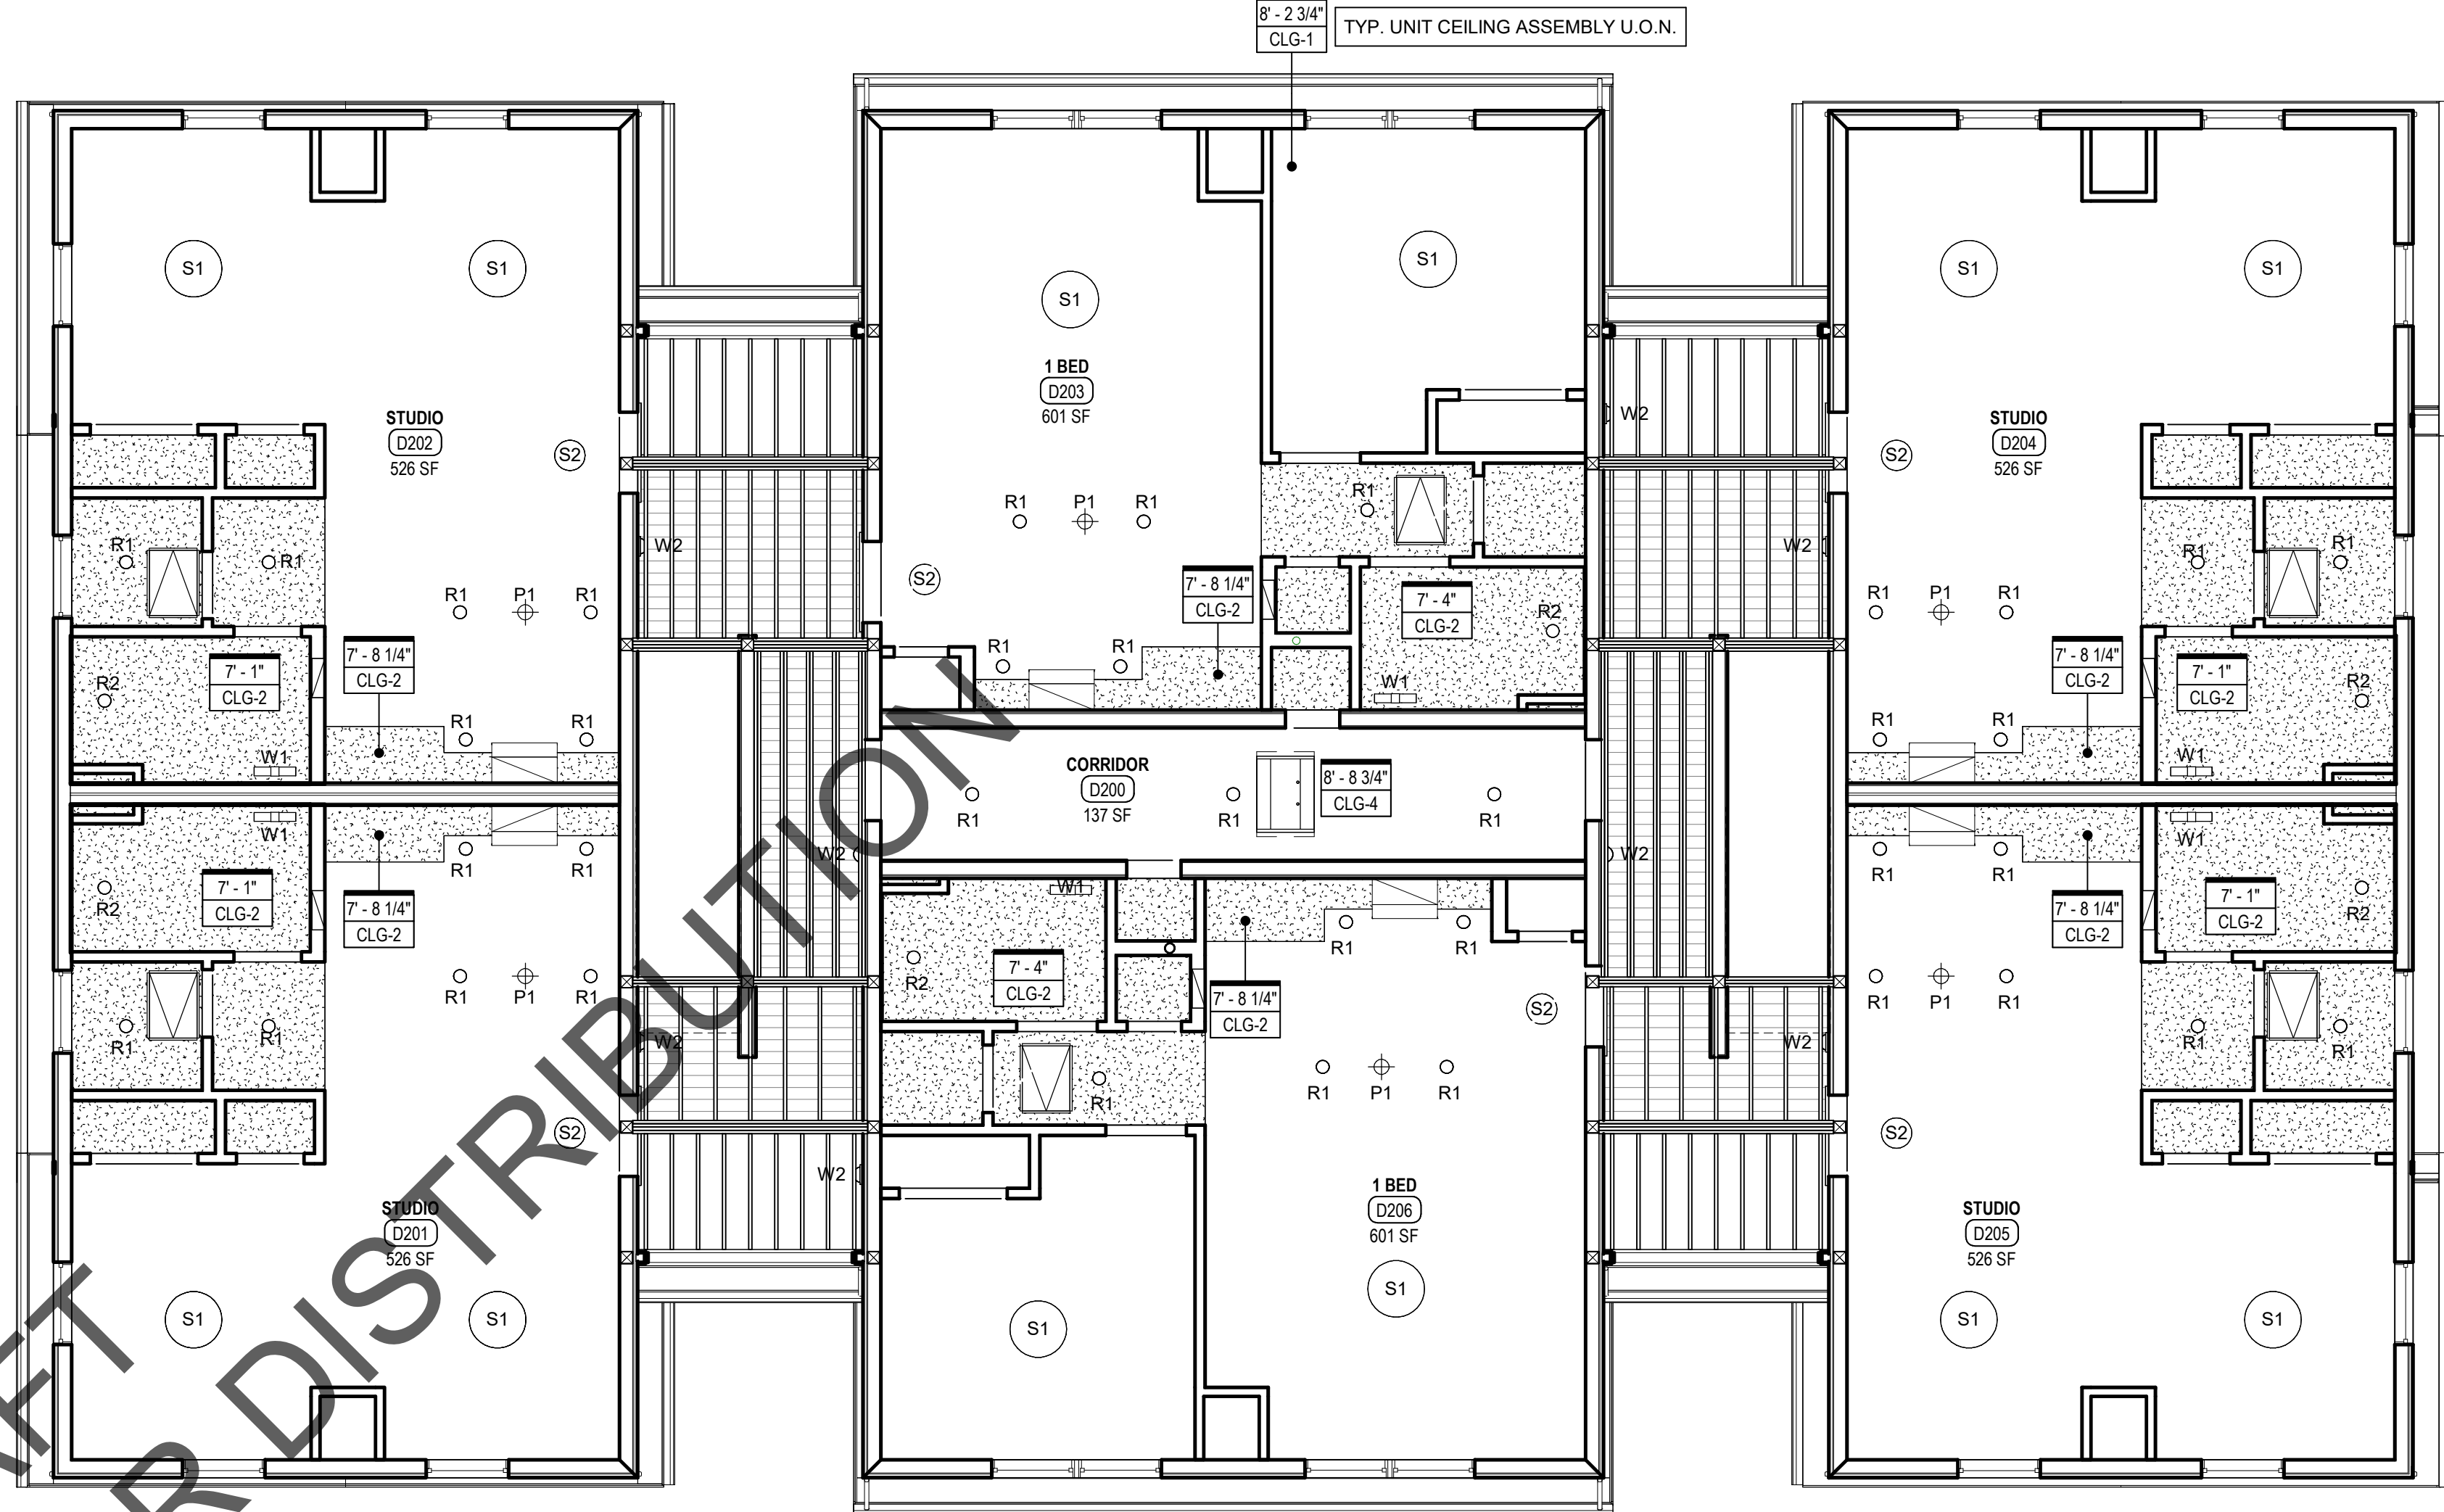 8' - 2 3/4"
CLG-1
TYP. UNIT CEILING ASSEMBLY U.O.N.
S1
S1
STUDIO
D202
526 SF
S2
R1
R1
R1
P1
R1
R2
7' - 1"
CLG-2
7' - 8 1/4"
CLG-2
R1
R1
W1
W1
R2
7' - 1"
CLG-2
7' - 8 1/4"
CLG-2
R1
R1
R1
R1
R1
P1
R1
S2
STUDIO
D201
526 SF
S1
S1
W2
W2
W2
W2
S1
S1
1 BED
D203
601 SF
R1
P1
R1
R1
S2
7' - 8 1/4"
CLG-2
7' - 4"
CLG-2
R2
R1
R1
W1
CORRIDOR
D200
137 SF
8' - 8 3/4"
CLG-4
R1
R1
R1
W1
R2
7' - 4"
CLG-2
7' - 8 1/4"
CLG-2
R1
R1
S2
R1
R1
P1
R1
1 BED
D206
601 SF
S1
S1
W2
W2
W2
W2
S1
S1
STUDIO
D204
526 SF
S2
R1
R1
R1
P1
R1
7' - 8 1/4"
CLG-2
7' - 1"
CLG-2
R2
R1
R1
W1
W1
R1
R1
7' - 8 1/4"
CLG-2
7' - 1"
CLG-2
R2
R1
P1
R1
R1
R1
S2
STUDIO
D205
526 SF
S1
S1
DISTRIBUTION